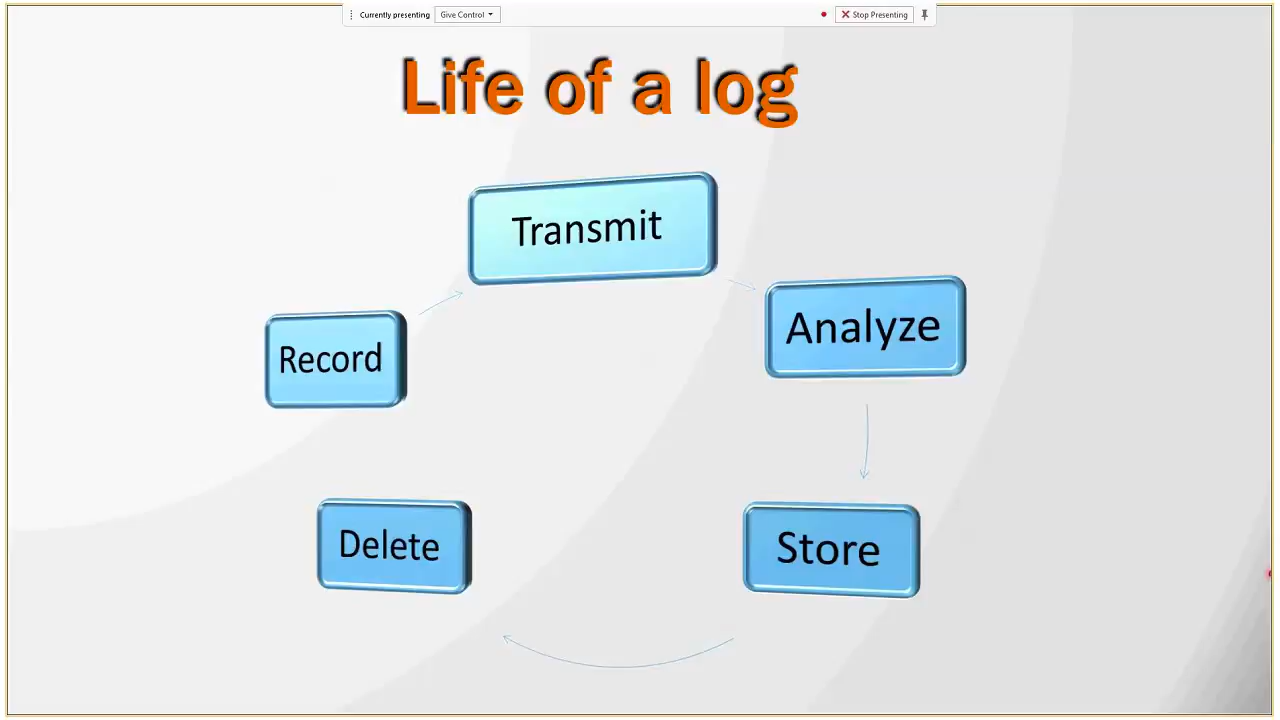 Currently presenting Give Control Stop Presenting
Life of a log
Transmit
Analyze
Record
Delete
Store